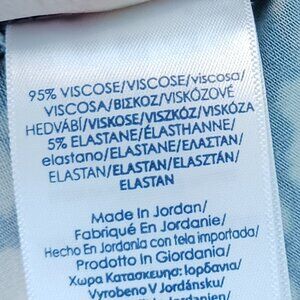 95% VISCOSE/VISCOSE/viscosa/
VISCOSA/ΒΙΣΚΟΖ/VISKÓZOVÉ
HEDVÁBÍ/VISKOSE/VISZKÓZ/VISKÓZA
5% ELASTANE/ÉLASTHANNE/
elastano/ELASTANE/ΕΛΑΣΤΑΝ/
ELASTAN/ELASTAN/ELASZTÁN/
ELASTAN
Made In Jordan/
Fabriqué En Jordanie/
Hecho En Jordania con tela importada/
Prodotto In Giordania/
Χωρα Κατασκευησ: Ιορδανια/
Vyrobeno V Jordánsku/